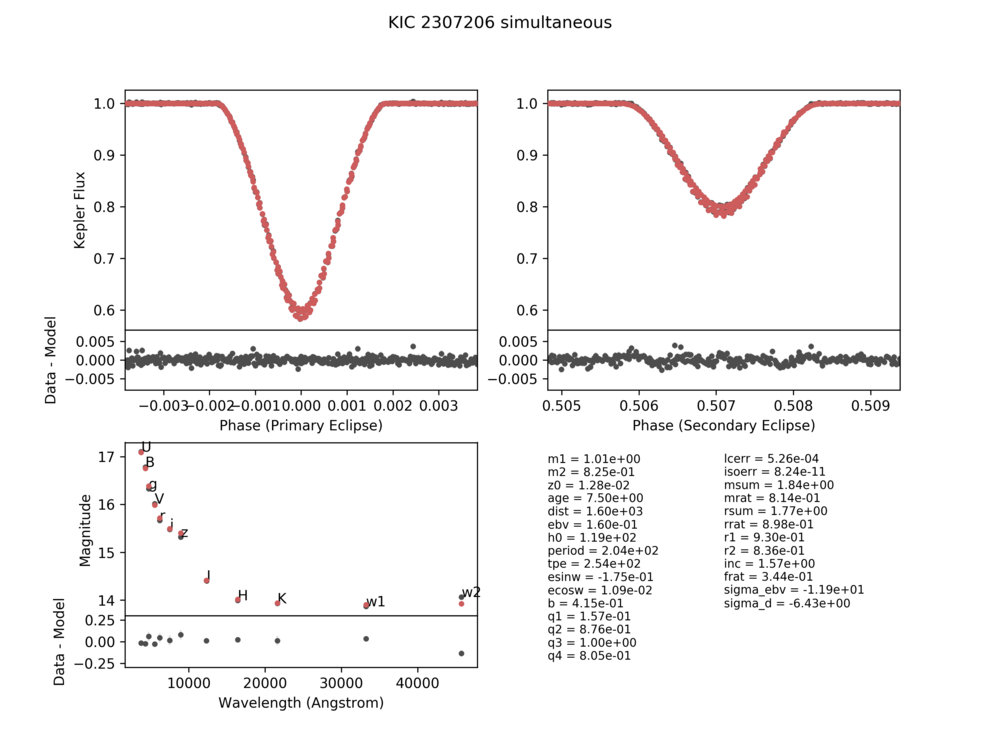 KIC 2307206 simultaneous
Kepler Flux
1.0
0.9
0.8
0.7
0.6
1.0
0.9
0.8
0.7
0.6
Data - Model
0.005
0.000
−0.005
0.005
0.000
−0.005
−0.003 −0.002 −0.001 0.000 0.001 0.002 0.003
Phase (Primary Eclipse)
0.505 0.506 0.507 0.508 0.509
Phase (Secondary Eclipse)
Magnitude
17
16
15
14
U
B
g
V
r
i
z
J
H
K
w1
w2
Data - Model
0.25
0.00
−0.25
10000 20000 30000 40000
Wavelength (Angstrom)
m1 = 1.01e+00
m2 = 8.25e-01
z0 = 1.28e-02
age = 7.50e+00
dist = 1.60e+03
ebv = 1.60e-01
h0 = 1.19e+02
period = 2.04e+02
tpe = 2.54e+02
esinw = -1.75e-01
ecosw = 1.09e-02
b = 4.15e-01
q1 = 1.57e-01
q2 = 8.76e-01
q3 = 1.00e+00
q4 = 8.05e-01
lcerr = 5.26e-04
isoerr = 8.24e-11
msum = 1.84e+00
mrat = 8.14e-01
rsum = 1.77e+00
rrat = 8.98e-01
r1 = 9.30e-01
r2 = 8.36e-01
inc = 1.57e+00
frat = 3.44e-01
sigma_ebv = -1.19e+01
sigma_d = -6.43e+00